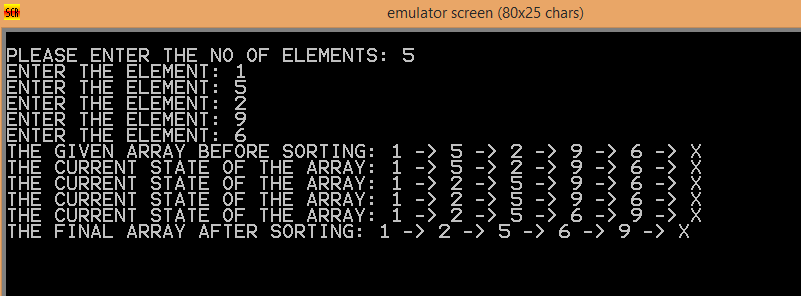 SCR
emulator screen (80x25 chars)
PLEASE ENTER THE NO OF ELEMENTS: 5
ENTER THE ELEMENT: 1
ENTER THE ELEMENT: 5
ENTER THE ELEMENT: 2
ENTER THE ELEMENT: 9
ENTER THE ELEMENT: 6
THE GIVEN ARRAY BEFORE SORTING: 1 -> 5 -> 2 -> 9 -> 6 -> X
THE CURRENT STATE OF THE ARRAY: 1 -> 5 -> 2 -> 9 -> 6 -> X
THE CURRENT STATE OF THE ARRAY: 1 -> 2 -> 5 -> 9 -> 6 -> X
THE CURRENT STATE OF THE ARRAY: 1 -> 2 -> 5 -> 9 -> 6 -> X
THE CURRENT STATE OF THE ARRAY: 1 -> 2 -> 5 -> 6 -> 9 -> X
THE FINAL ARRAY AFTER SORTING: 1 -> 2 -> 5 -> 6 -> 9 -> X